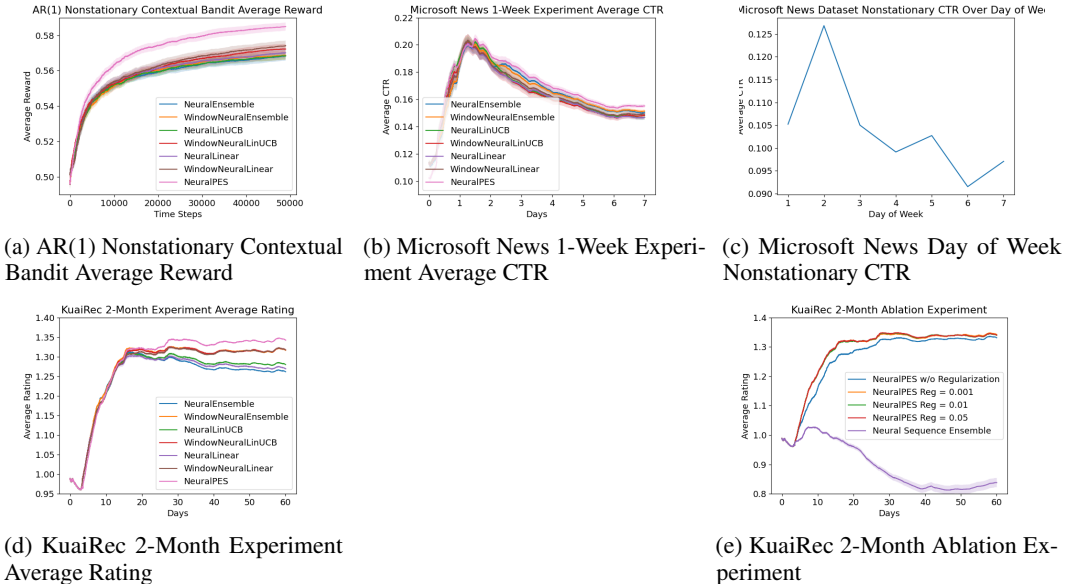 AR(1) Nonstationary Contextual Bandit Average Reward
Average Reward
0.58
0.56
0.54
0.52
0.50
NeuralEnsemble
WindowNeuralEnsemble
NeuralLinUCB
WindowNeuralLinUCB
NeuralLinear
WindowNeuralLinear
NeuralPES
0 10000 20000 30000 40000 50000
Time Steps
(a) AR(1) Nonstationary Contextual
Bandit Average Reward
Microsoft News 1-Week Experiment Average CTR
Average CTR
0.22
0.20
0.18
0.16
0.14
0.12
0.10
NeuralEnsemble
WindowNeuralEnsemble
NeuralLinUCB
WindowNeuralLinUCB
NeuralLinear
WindowNeuralLinear
NeuralPES
0 1 2 3 4 5 6 7
Days
(b) Microsoft News 1-Week Experi-
ment Average CTR
Microsoft News Dataset Nonstationary CTR Over Day of
Average CTR
0.125
0.120
0.115
0.110
0.105
0.100
0.095
0.090
1 2 3 4 5 6 7
Day of Week
(c) Microsoft News Day of Week
Nonstationary CTR
KuaiRec 2-Month Experiment Average Rating
Average Rating
1.40
1.35
1.30
1.25
1.20
1.15
1.10
1.05
1.00
0.95
NeuralEnsemble
WindowNeuralEnsemble
NeuralLinUCB
WindowNeuralLinUCB
NeuralLinear
WindowNeuralLinear
NeuralPES
0 10 20 30 40 50 60
Days
(d) KuaiRec 2-Month Experiment
Average Rating
KuaiRec 2-Month Ablation Experiment
Average Rating
1.4
1.3
1.2
1.1
1.0
0.9
0.8
NeuralPES w/o Regularization
NeuralPES Reg = 0.001
NeuralPES Reg = 0.01
NeuralPES Reg = 0.05
Neural Sequence Ensemble
0 10 20 30 40 50 60
Days
(e) KuaiRec 2-Month Ablation Ex-
periment